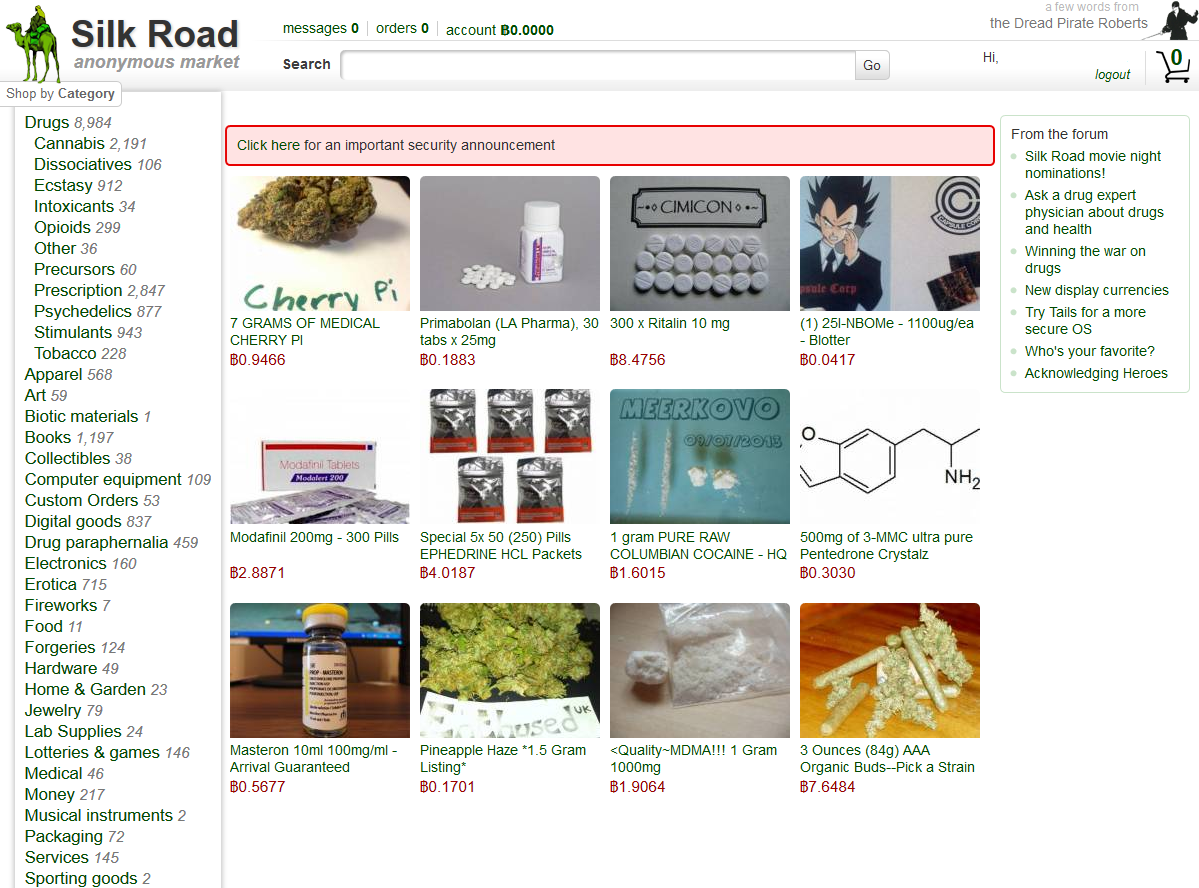 Silk Road
anonymous market
messages 0
orders 0
account ฿0.0000
a few words from
the Dread Pirate Roberts
Search
Go
Hi,
logout
0
Shop by Category
Drugs 8,984
Cannabis 2,191
Dissociatives 106
Ecstasy 912
Intoxicants 34
Opioids 299
Other 36
Precursors 60
Prescription 2,847
Psychedelics 877
Stimulants 943
Tobacco 228
Apparel 568
Art 59
Biotic materials 1
Books 1,197
Collectibles 38
Computer equipment 109
Custom Orders 53
Digital goods 837
Drug paraphernalia 459
Electronics 160
Erotica 715
Fireworks 7
Food 11
Forgeries 124
Hardware 49
Home & Garden 23
Jewelry 79
Lab Supplies 24
Lotteries & games 146
Medical 46
Money 217
Musical instruments 2
Packaging 72
Services 145
Sporting goods 2
Click here for an important security announcement
Cherry Pi
7 GRAMS OF MEDICAL
CHERRY PI
฿0.9466
Primabolan (LA Pharma), 30
tabs x 25mg
฿0.1883
CIMICON
300 x Ritalin 10 mg
฿8.4756
CAPSULE CORP
psule Corp
(1) 25I-NBOMe - 1100ug/ea
- Blotter
฿0.0417
Modafinil Tablets
Modalert 200
Modafinil 200mg - 300 Pills
฿2.8871
Special 5x 50 (250) Pills
EPHEDRINE HCL Packets
฿4.0187
MEERKOVO
09/07/2013
1 gram PURE RAW
COLUMBIAN COCAINE - HQ
฿1.6015
O
NH2
500mg of 3-MMC ultra pure
Pentedrone Crystalz
฿0.3030
PROP - MASTERON
Masteron 10ml 100mg/ml -
Arrival Guaranteed
฿0.5677
Enthused UK
Pineapple Haze *1.5 Gram
Listing*
฿0.1701
<Quality~MDMA!!! 1 Gram
1000mg
฿1.9064
3 Ounces (84g) AAA
Organic Buds--Pick a Strain
฿7.6484
From the forum
Silk Road movie night
nominations!
Ask a drug expert
physician about drugs
and health
Winning the war on
drugs
New display currencies
Try Tails for a more
secure OS
Who's your favorite?
Acknowledging Heroes